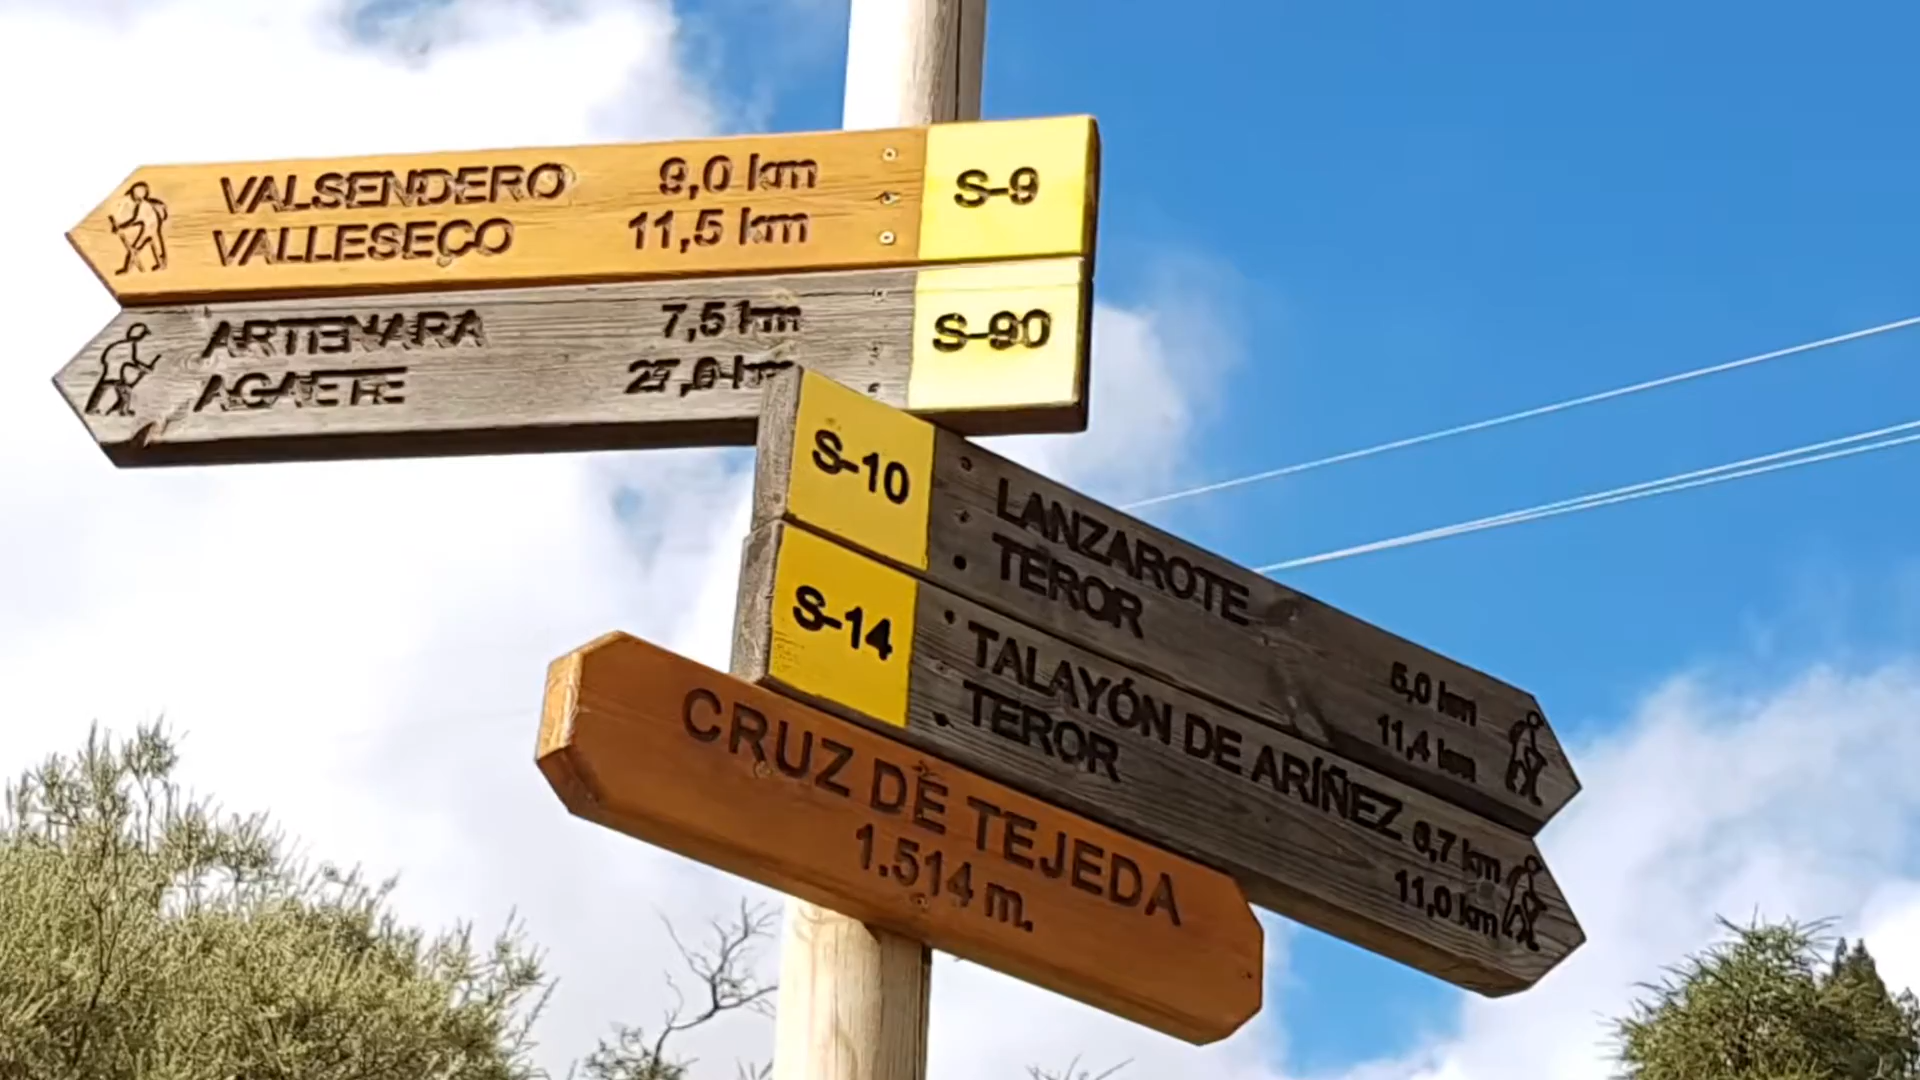 VALSENDERO 9,0 km S-9
VALLESECO 11,5 km
ARTENARA 7,5 km S-90
AGAETE
S-10 LANZAROTE 5,0 km
TEROR 11,4 km
S-14 TALAYÓN DE ARÍÑEZ 6,7 km
TEROR 11,0 km
CRUZ DE TEJEDA
1.514 m.